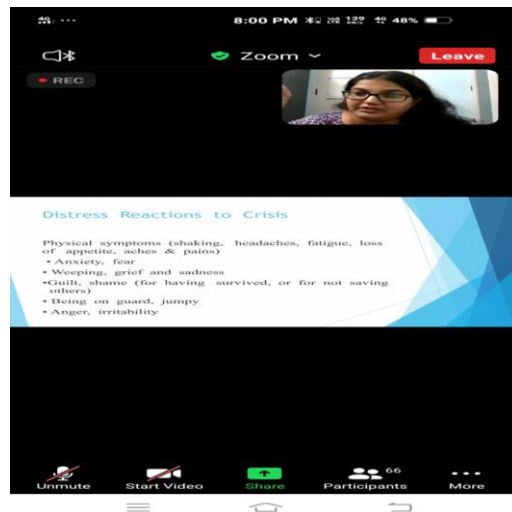 4G ... 8:00 PM 139 48%
Zoom Leave
REC
Distress Reactions to Crisis
Physical symptoms (shaking, headaches, fatigue, loss
of appetite, aches & pains)
• Anxiety, fear
• Weeping, grief and sadness
•Guilt, shame (for having survived, or for not saving
others)
• Being on guard, jumpy
• Anger, irritability
66
Unmute Start Video Share Participants More